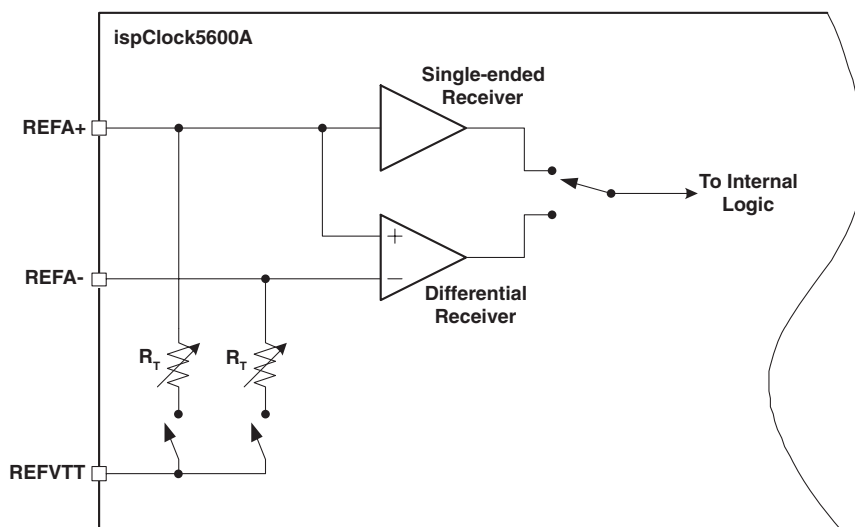 ispClock5600A
Single-ended
Receiver
REFA+
To Internal
Logic
+
REFA-
−
Differential
Receiver
RT
RT
REFVTT